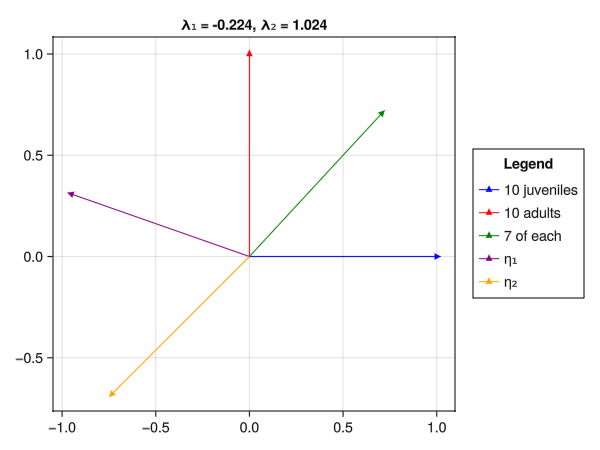 λ₁ = -0.224, λ₂ = 1.024
1.0
0.5
0.0
−0.5
−1.0
−0.5
0.0
0.5
1.0
Legend
10 juveniles
10 adults
7 of each
η₁
η₂